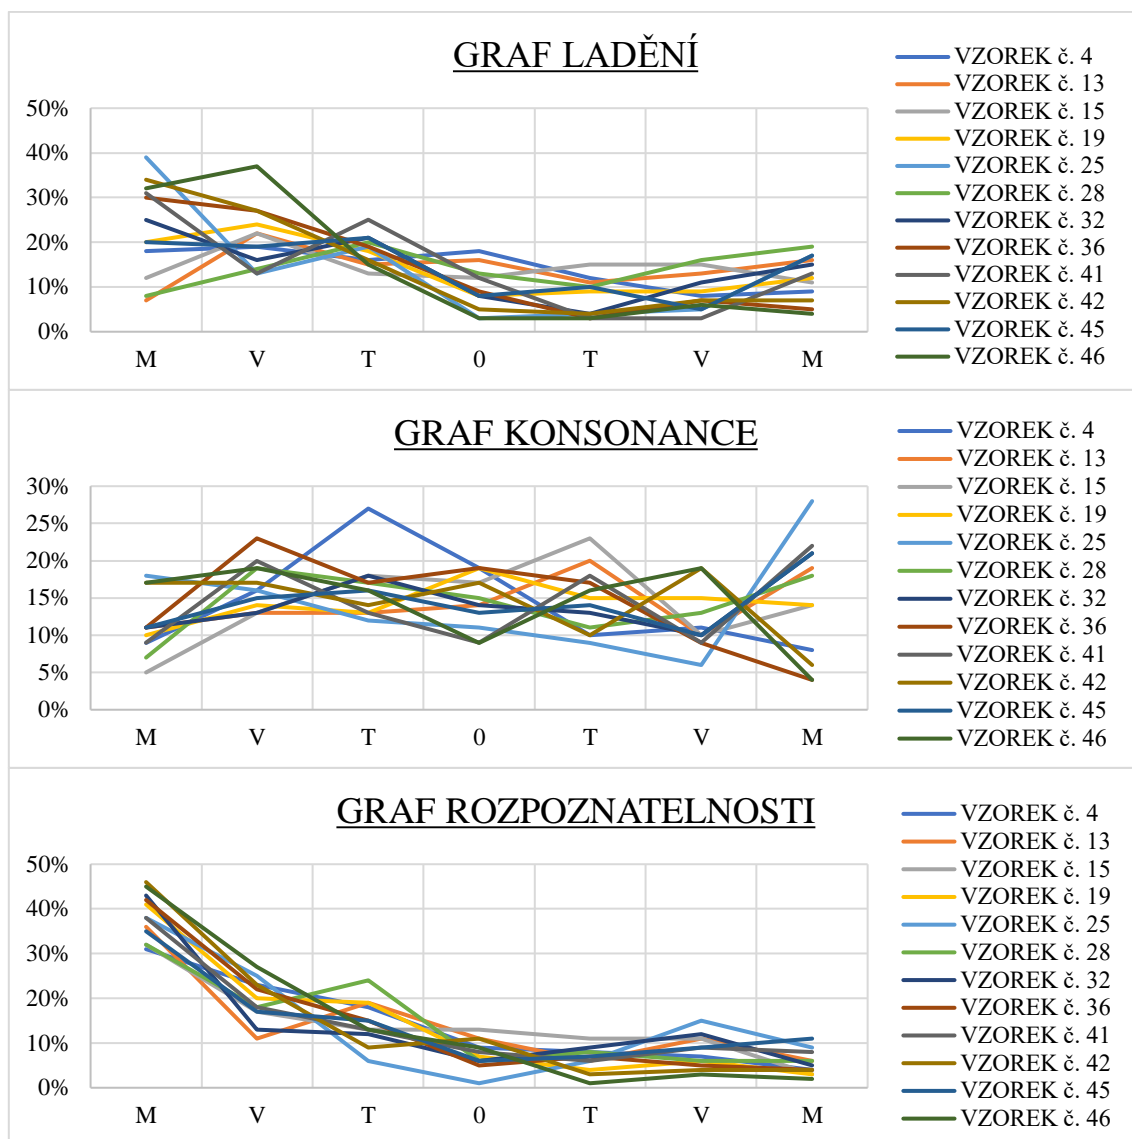 GRAF LADĚNÍ
50%
40%
30%
20%
10%
0%
M V T 0 T V M
VZOREK č. 4
VZOREK č. 13
VZOREK č. 15
VZOREK č. 19
VZOREK č. 25
VZOREK č. 28
VZOREK č. 32
VZOREK č. 36
VZOREK č. 41
VZOREK č. 42
VZOREK č. 45
VZOREK č. 46
GRAF KONSONANCE
30%
25%
20%
15%
10%
5%
0%
M V T 0 T V M
VZOREK č. 4
VZOREK č. 13
VZOREK č. 15
VZOREK č. 19
VZOREK č. 25
VZOREK č. 28
VZOREK č. 32
VZOREK č. 36
VZOREK č. 41
VZOREK č. 42
VZOREK č. 45
VZOREK č. 46
GRAF ROZPOZNATELNOSTI
50%
40%
30%
20%
10%
0%
M V T 0 T V M
VZOREK č. 4
VZOREK č. 13
VZOREK č. 15
VZOREK č. 19
VZOREK č. 25
VZOREK č. 28
VZOREK č. 32
VZOREK č. 36
VZOREK č. 41
VZOREK č. 42
VZOREK č. 45
VZOREK č. 46